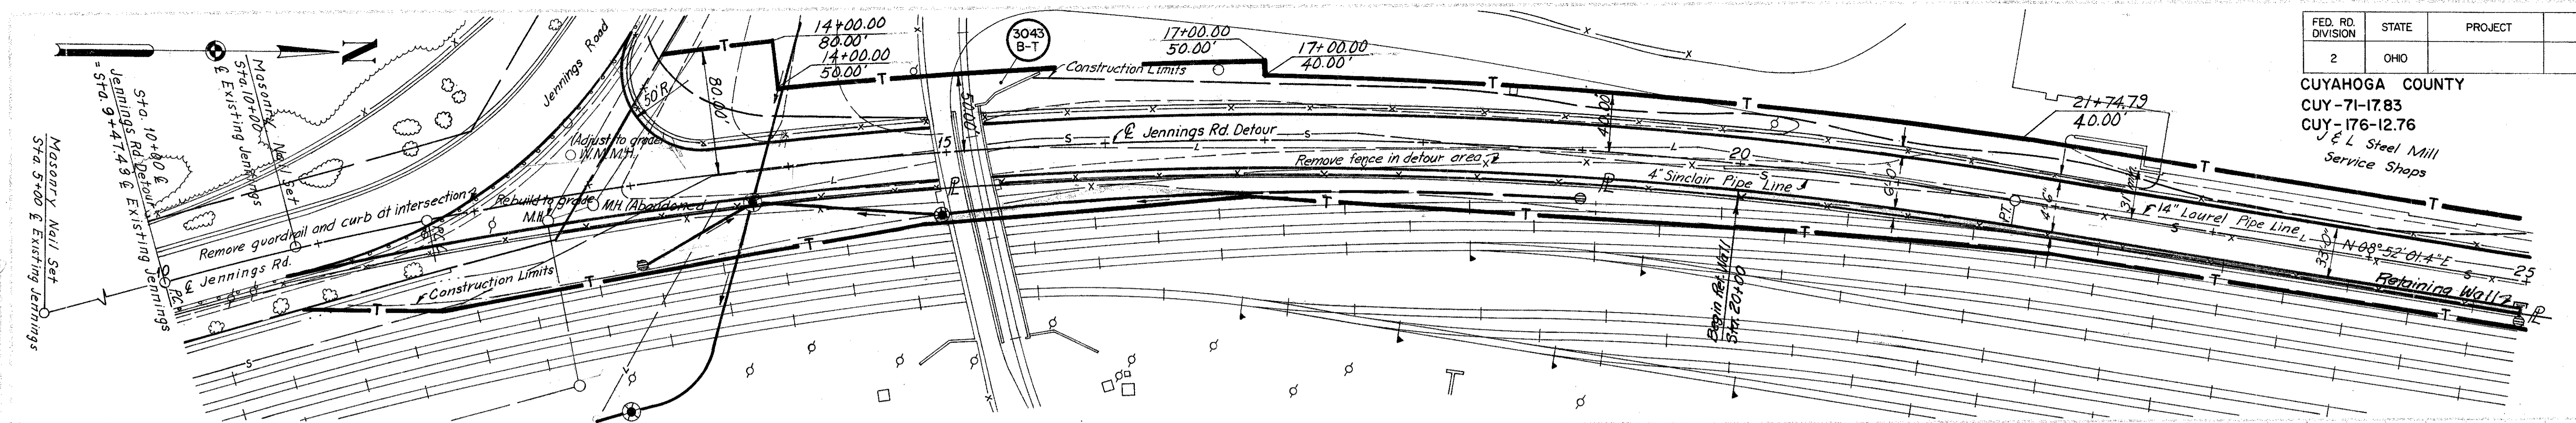 FED. RD. DIVISION
STATE
PROJECT
2
OHIO
CUYAHOGA COUNTY
CUY-71-17.83
CUY-176-12.76
J & L Steel Mill
Service Shops
N
14+00.00
80.00'
14+00.00
50.00'
3043
B-T
17+00.00
50.00'
17+00.00
40.00'
21+74.79
40.00'
Construction Limits
Jennings Road
50'R
80.00'
50.00'
40.00'
Masonry Nail Set
Sta. 10+00
℄ Existing Jennings
Sta. 10+00 ℄
Jennings Rd. Detour
= Sta. 9+47.43 ℄ Existing Jennings
Masonry Nail Set
Sta. 5+00 ℄ Existing Jennings
(Adjust to grade)
W.M. M.H.
15
℄ Jennings Rd. Detour
Remove fence in detour area
20
4" Sinclair Pipe Line
14" Laurel Pipe Line
N 08° 52' 01.4" E
25
33'-0"
P.T.
Remove guardrail and curb at intersection
Rebuild to grade
M.H.
M.H. (Abandoned
10
P.C.
℄ Jennings Rd.
Construction Limits
Begin Ret. Wall
Sta. 20+00
Retaining Wall